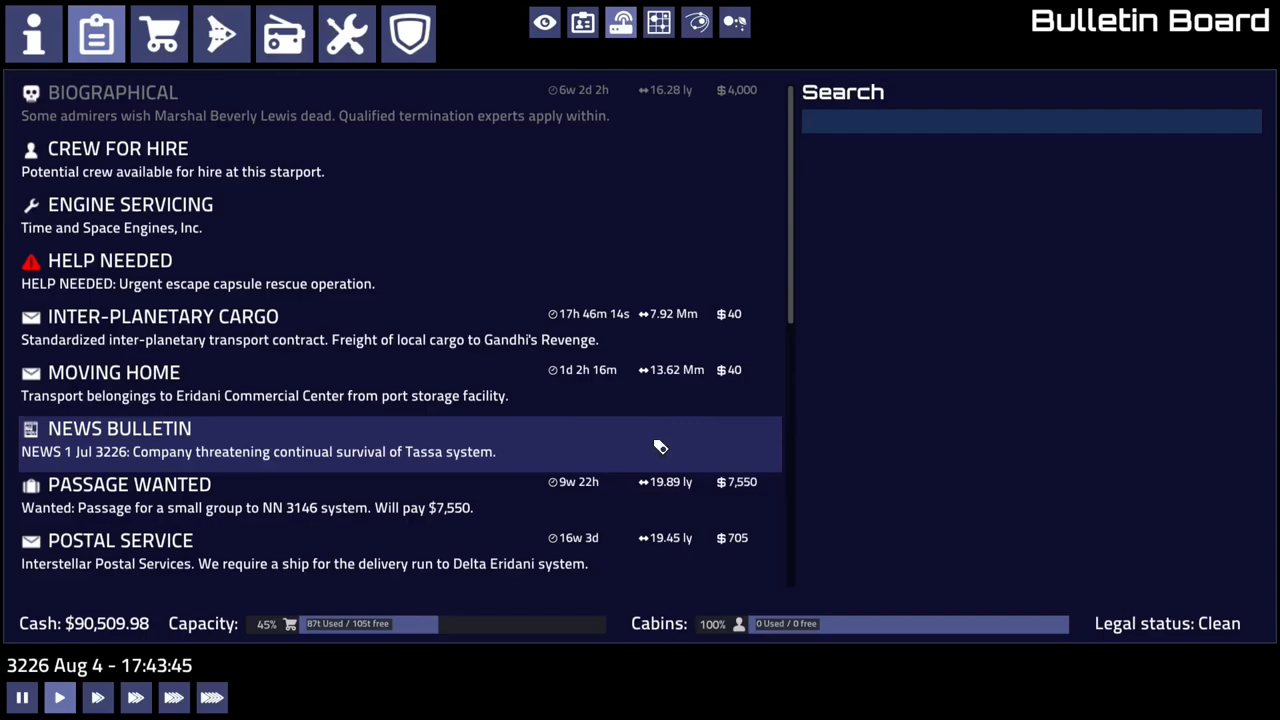 Bulletin Board
BIOGRAPHICAL 6w 2d 2h 16.28 ly $4,000
Some admirers wish Marshal Beverly Lewis dead. Qualified termination experts apply within.
CREW FOR HIRE
Potential crew available for hire at this starport.
ENGINE SERVICING
Time and Space Engines, Inc.
HELP NEEDED
HELP NEEDED: Urgent escape capsule rescue operation.
INTER-PLANETARY CARGO 17h 46m 14s 7.92 Mm $40
Standardized inter-planetary transport contract. Freight of local cargo to Gandhi's Revenge.
MOVING HOME 1d 2h 16m 13.62 Mm $40
Transport belongings to Eridani Commercial Center from port storage facility.
NEWS BULLETIN
NEWS 1 Jul 3226: Company threatening continual survival of Tassa system.
PASSAGE WANTED 9w 22h 19.89 ly $7,550
Wanted: Passage for a small group to NN 3146 system. Will pay $7,550.
POSTAL SERVICE 16w 3d 19.45 ly $705
Interstellar Postal Services. We require a ship for the delivery run to Delta Eridani system.
Search
Cash: $90,509.98 Capacity: 45% 87t Used / 105t free Cabins: 100% 0 Used / 0 free Legal status: Clean
3226 Aug 4 - 17:43:45